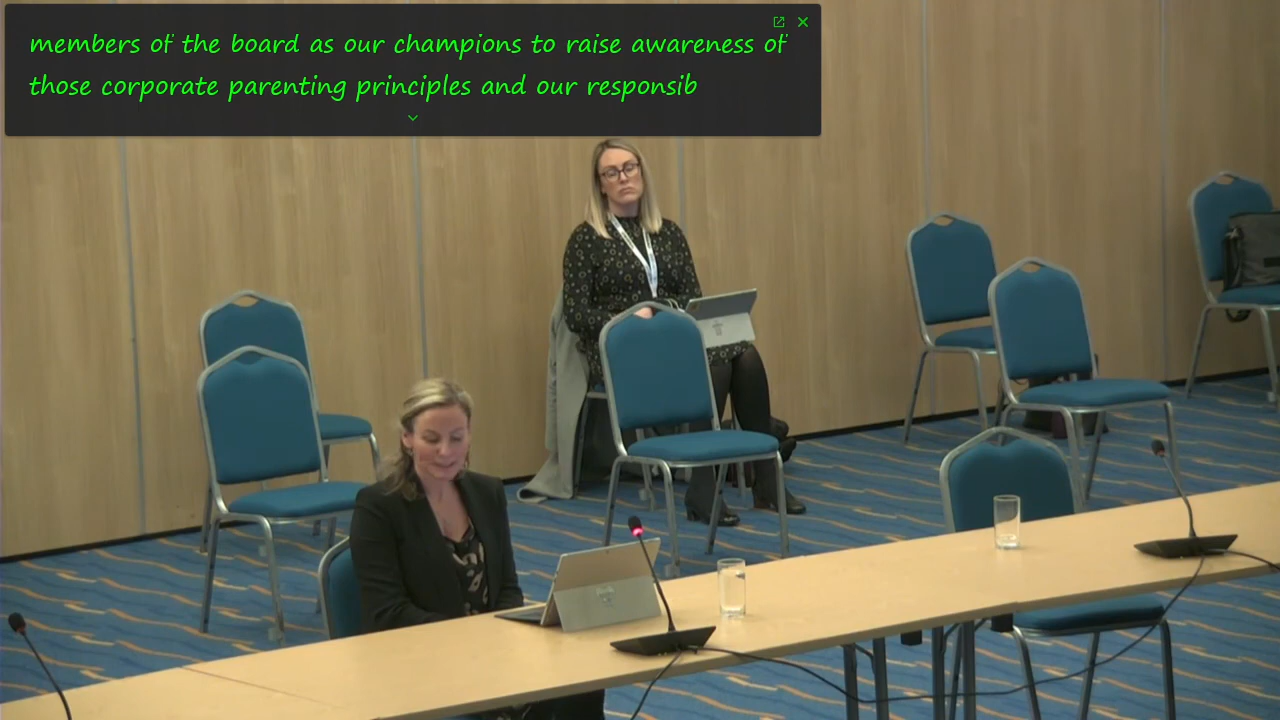 members of the board as our champions to raise awareness of
those corporate parenting principles and our responsib